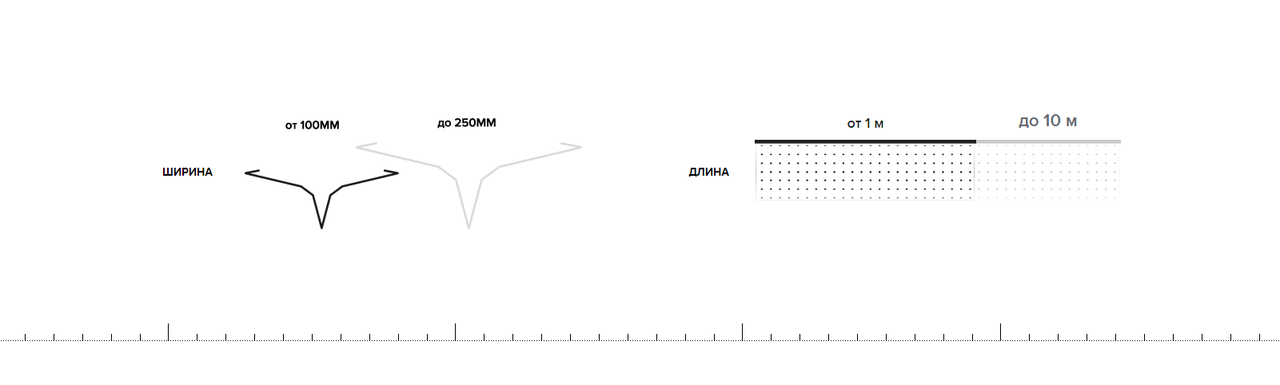 от 100ММ
до 250ММ
ШИРИНА
от 1 м
до 10 м
ДЛИНА